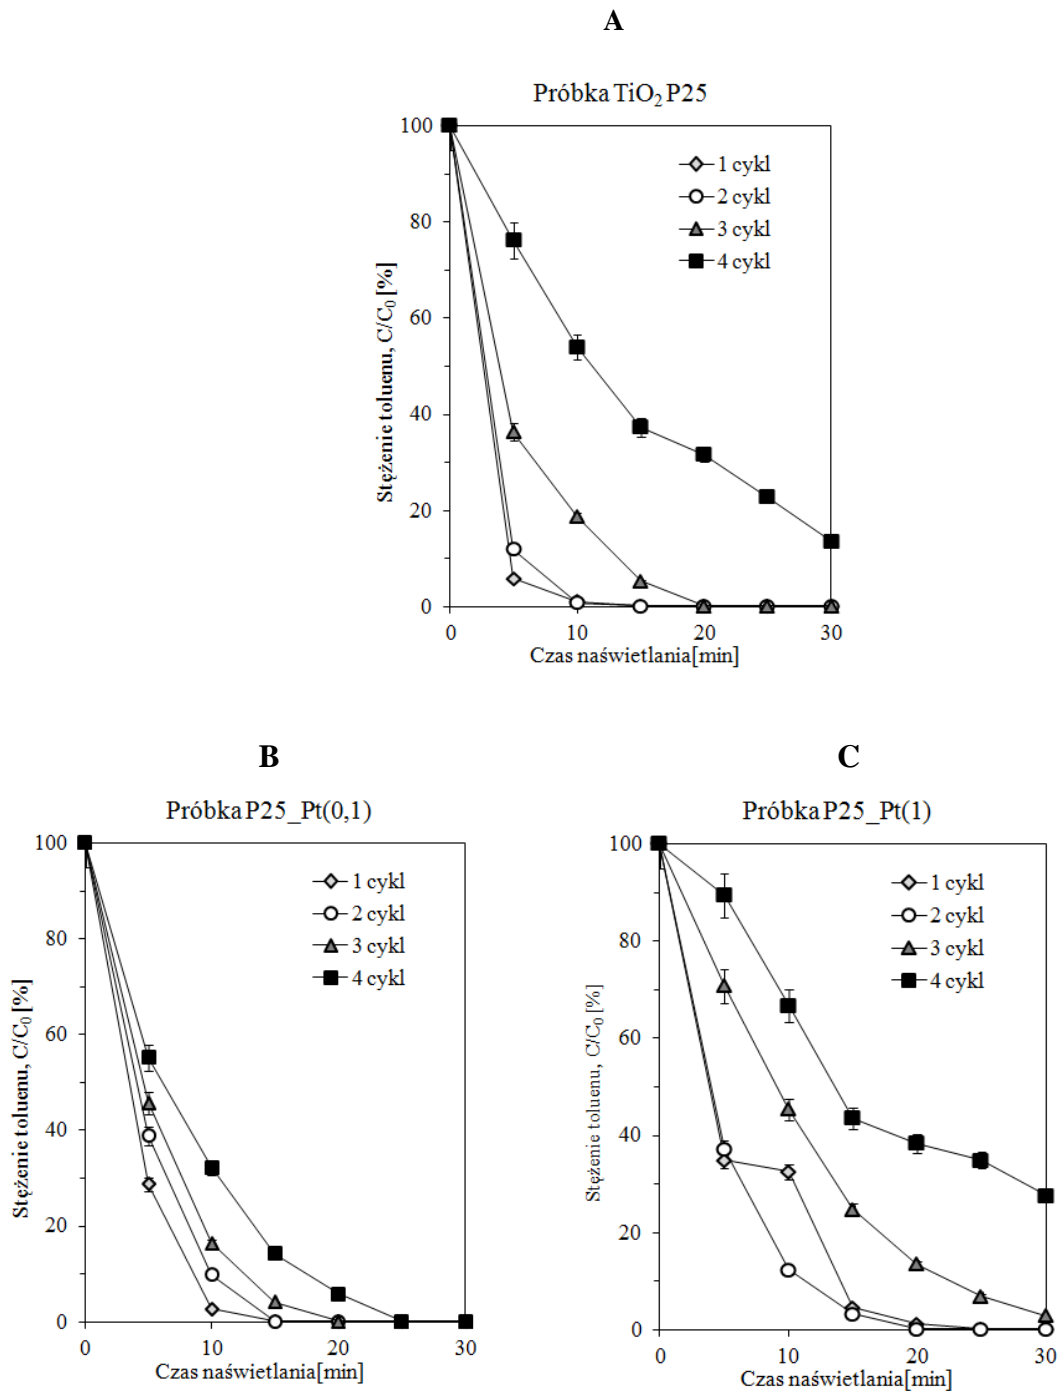 A
Próbka TiO₂ P25
Stężenie toluenu, C/C₀ [%]
100
80
60
40
20
0
1 cykl
2 cykl
3 cykl
4 cykl
0 10 20 30
Czas naświetlania[min]
B
Próbka P25_Pt(0,1)
Stężenie toluenu, C/C₀ [%]
100
80
60
40
20
0
1 cykl
2 cykl
3 cykl
4 cykl
0 10 20 30
Czas naświetlania[min]
C
Próbka P25_Pt(1)
Stężenie toluenu, C/C₀ [%]
100
80
60
40
20
0
1 cykl
2 cykl
3 cykl
4 cykl
0 10 20 30
Czas naświetlania[min]